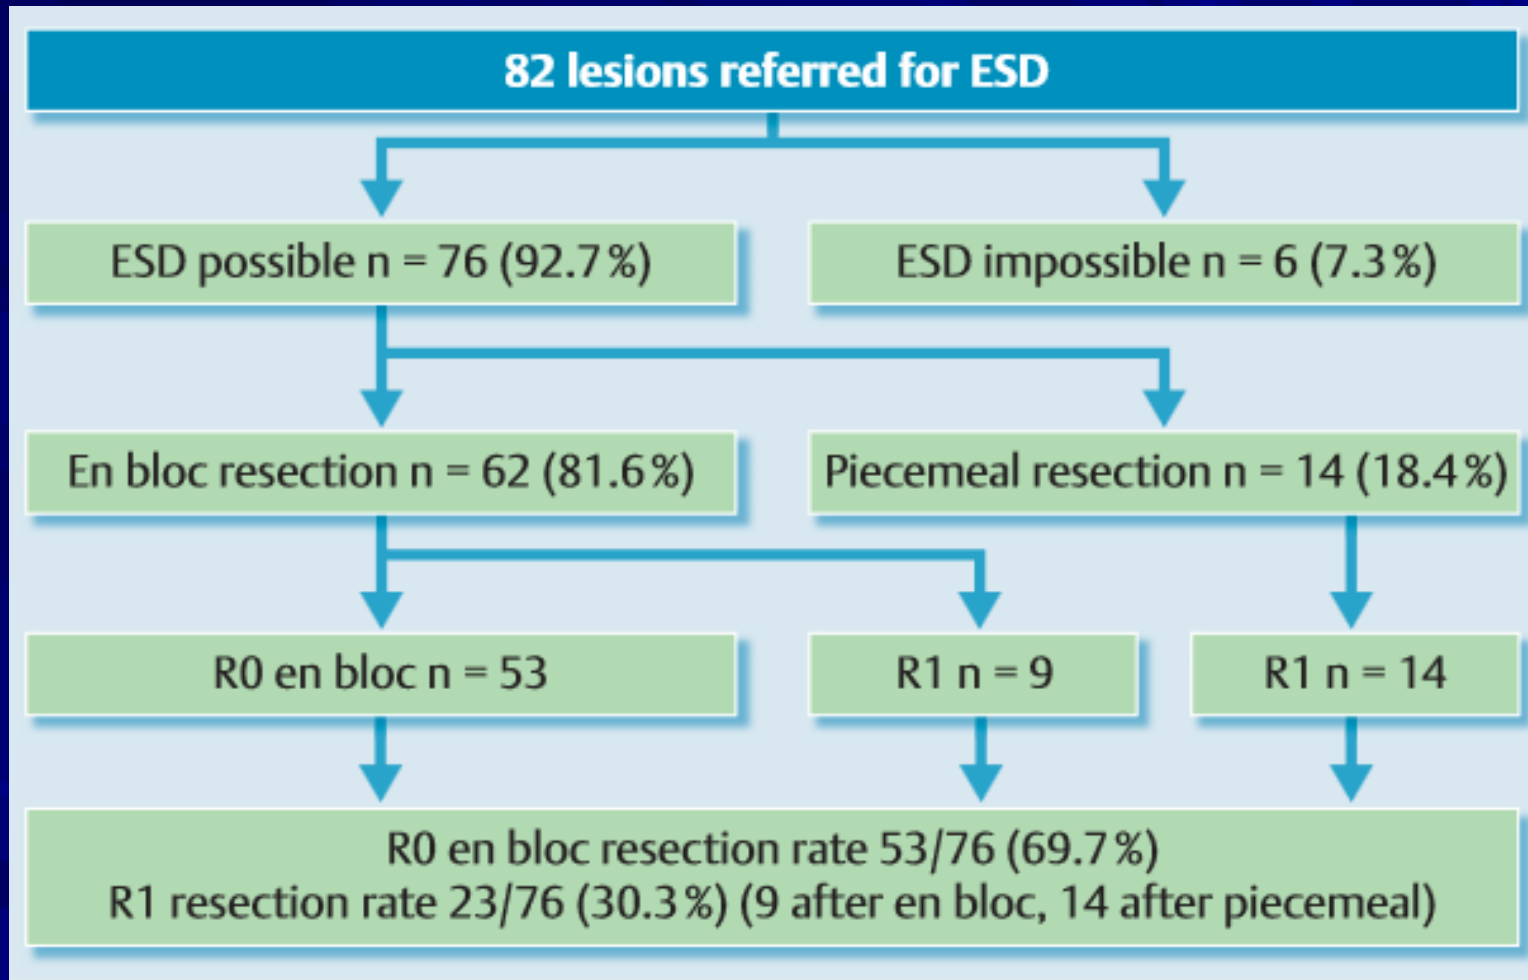 82 lesions referred for ESD
ESD possible n = 76 (92.7%)
ESD impossible n = 6 (7.3%)
En bloc resection n = 62 (81.6%)
Piecemeal resection n = 14 (18.4%)
R0 en bloc n = 53
R1 n = 9
R1 n = 14
R0 en bloc resection rate 53/76 (69.7%)
R1 resection rate 23/76 (30.3%) (9 after en bloc, 14 after piecemeal)